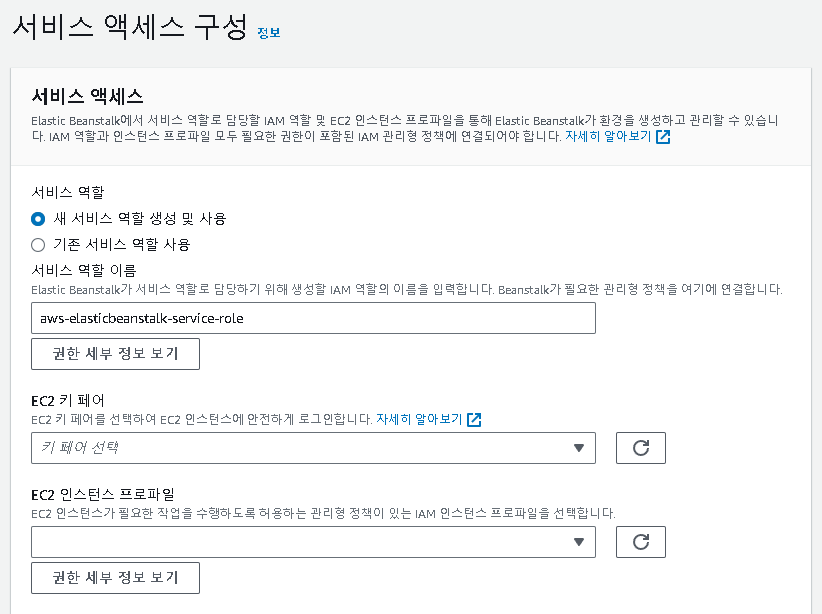 서비스 액세스 구성 정보
서비스 액세스
Elastic Beanstalk에서 서비스 역할로 담당할 IAM 역할 및 EC2 인스턴스 프로파일을 통해 Elastic Beanstalk가 환경을 생성하고 관리할 수 있습니
다. IAM 역할과 인스턴스 프로파일 모두 필요한 권한이 포함된 IAM 관리형 정책에 연결되어야 합니다. 자세히 알아보기
서비스 역할
새 서비스 역할 생성 및 사용
기존 서비스 역할 사용
서비스 역할 이름
Elastic Beanstalk가 서비스 역할로 담당하기 위해 생성할 IAM 역할의 이름을 입력합니다. Beanstalk가 필요한 관리형 정책을 여기에 연결합니다.
aws-elasticbeanstalk-service-role
권한 세부 정보 보기
EC2 키 페어
EC2 키 페어를 선택하여 EC2 인스턴스에 안전하게 로그인합니다. 자세히 알아보기
키 페어 선택
EC2 인스턴스 프로파일
EC2 인스턴스가 필요한 작업을 수행하도록 허용하는 관리형 정책이 있는 IAM 인스턴스 프로파일을 선택합니다.
권한 세부 정보 보기